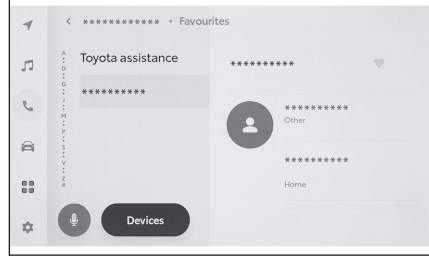 ************ • Favourites
A
•
D
•
G
•
J
•
M
•
P
•
S
•
V
•
Z
#
Toyota assistance
**********
**********
**********
Other
**********
Home
Devices